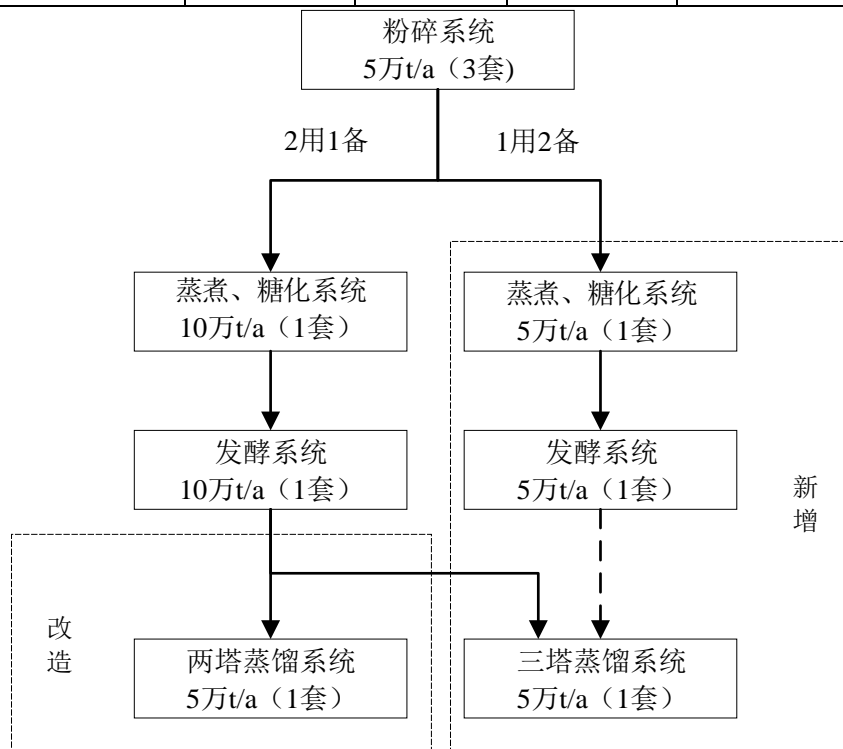 粉碎系统
5万t/a（3套)
2用1备
1用2备
蒸煮、糖化系统
10万t/a（1套）
蒸煮、糖化系统
5万t/a（1套）
发酵系统
10万t/a（1套）
发酵系统
5万t/a（1套）
新
增
改
造
两塔蒸馏系统
5万t/a（1套）
三塔蒸馏系统
5万t/a（1套）